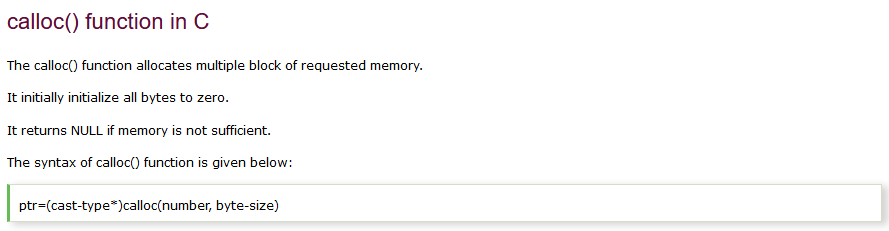 calloc() function in C
The calloc() function allocates multiple block of requested memory.
It initially initialize all bytes to zero.
It returns NULL if memory is not sufficient.
The syntax of calloc() function is given below:
ptr=(cast-type*)calloc(number, byte-size)